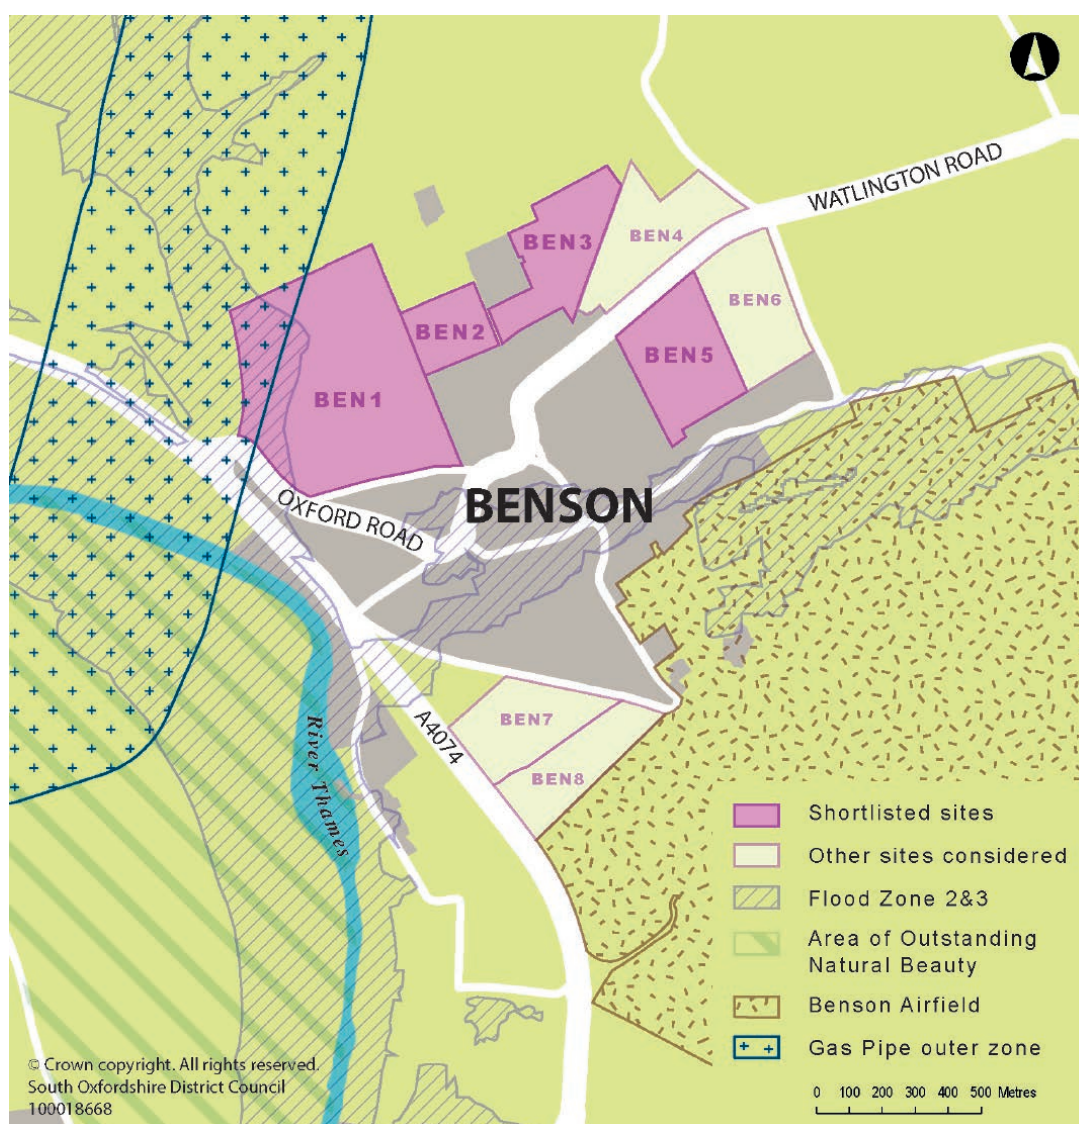 WATLINGTON ROAD
BEN4
BEN3
BEN6
BEN2
BEN5
BEN1
BENSON
OXFORD ROAD
BEN7
A4074
BEN8
River Thames
Shortlisted sites
Other sites considered
Flood Zone 2&3
Area of Outstanding
Natural Beauty
Benson Airfield
Gas Pipe outer zone
© Crown copyright. All rights reserved.
South Oxfordshire District Council
100018668
0 100 200 300 400 500 Metres